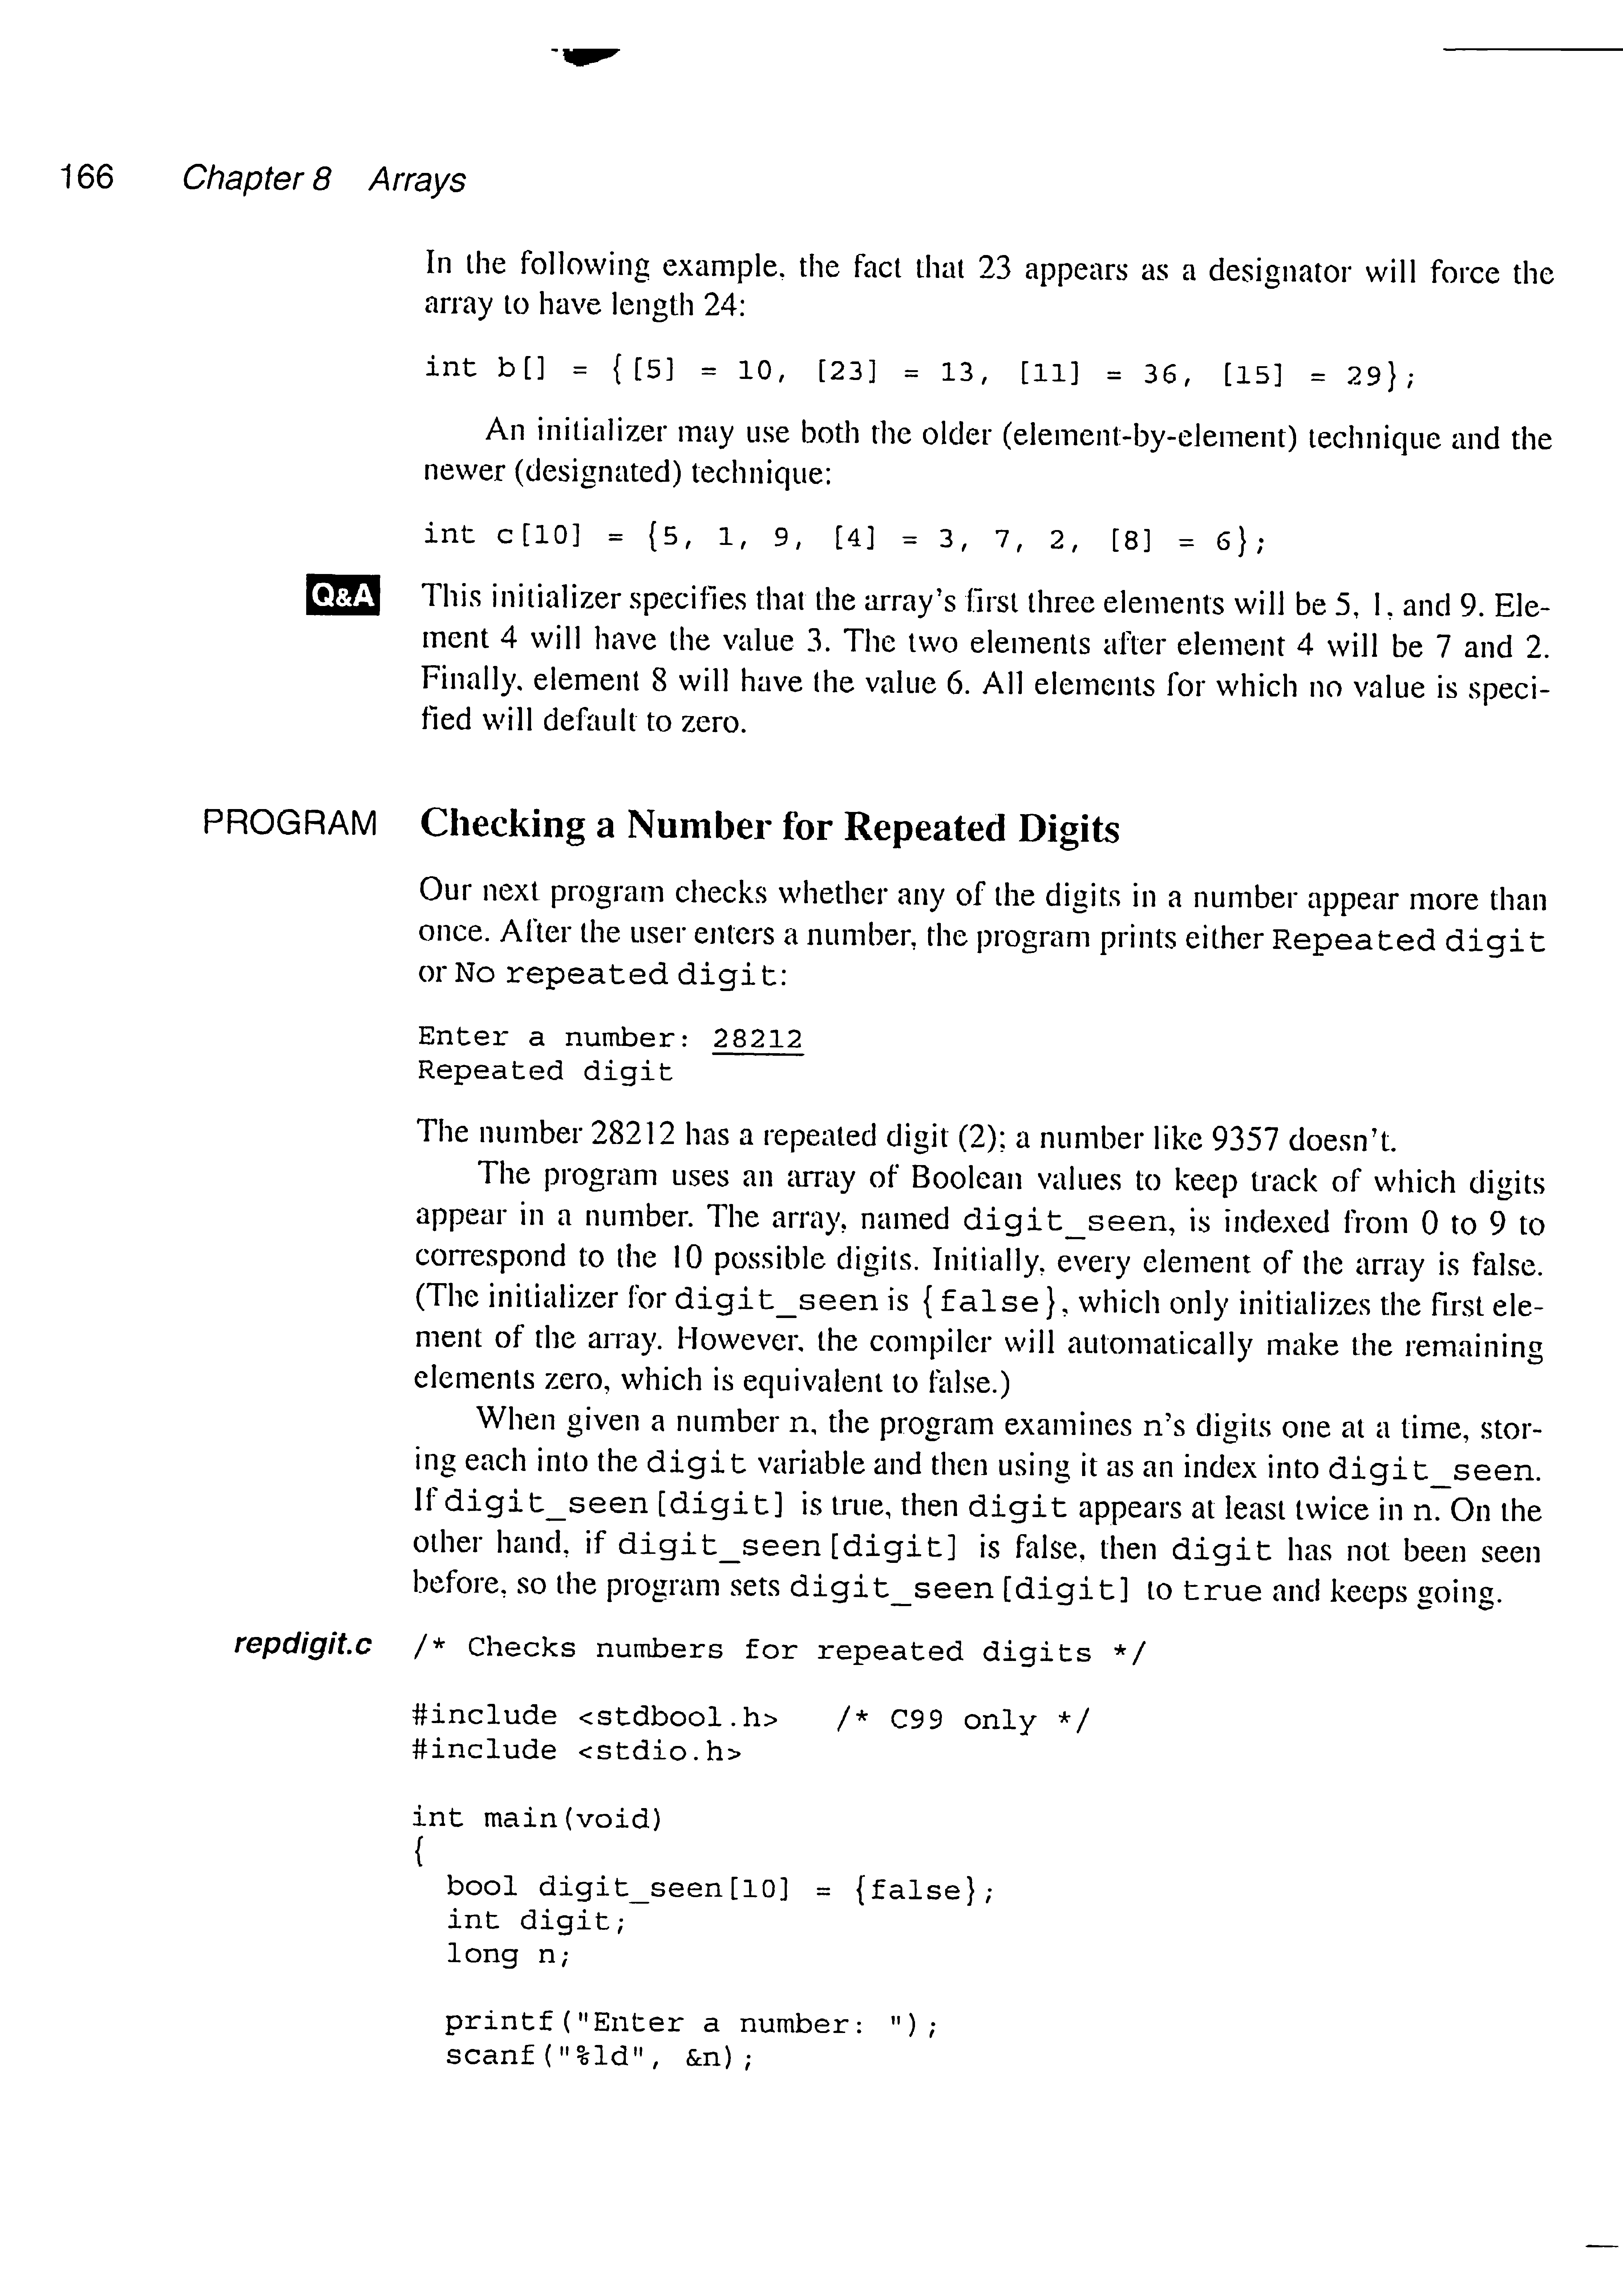 166 Chapter 8 Arrays
In the following example, the fact that 23 appears as a designator will force the
array to have length 24:
int b[] = {[5] = 10, [23] = 13, [11] = 36, [15] = 29};
An initializer may use both the older (element-by-element) technique and the
newer (designated) technique:
int c[10] = {5, 1, 9, [4] = 3, 7, 2, [8] = 6};
Q&A This initializer specifies that the array's first three elements will be 5, 1, and 9. Ele-
ment 4 will have the value 3. The two elements after element 4 will be 7 and 2.
Finally, element 8 will have the value 6. All elements for which no value is speci-
fied will default to zero.
PROGRAM Checking a Number for Repeated Digits
Our next program checks whether any of the digits in a number appear more than
once. After the user enters a number, the program prints either Repeated digit
or No repeated digit:
Enter a number: 28212
Repeated digit
The number 28212 has a repeated digit (2); a number like 9357 doesn't.
The program uses an array of Boolean values to keep track of which digits
appear in a number. The array, named digit_seen, is indexed from 0 to 9 to
correspond to the 10 possible digits. Initially, every element of the array is false.
(The initializer for digit_seen is {false}, which only initializes the first ele-
ment of the array. However, the compiler will automatically make the remaining
elements zero, which is equivalent to false.)
When given a number n, the program examines n's digits one at a time, stor-
ing each into the digit variable and then using it as an index into digit_seen.
If digit_seen[digit] is true, then digit appears at least twice in n. On the
other hand, if digit_seen[digit] is false, then digit has not been seen
before, so the program sets digit_seen[digit] to true and keeps going.
repdigit.c /* Checks numbers for repeated digits */
#include <stdbool.h> /* C99 only */
#include <stdio.h>
int main(void)
{
bool digit_seen[10] = {false};
int digit;
long n;
printf("Enter a number: ");
scanf("%ld", &n);